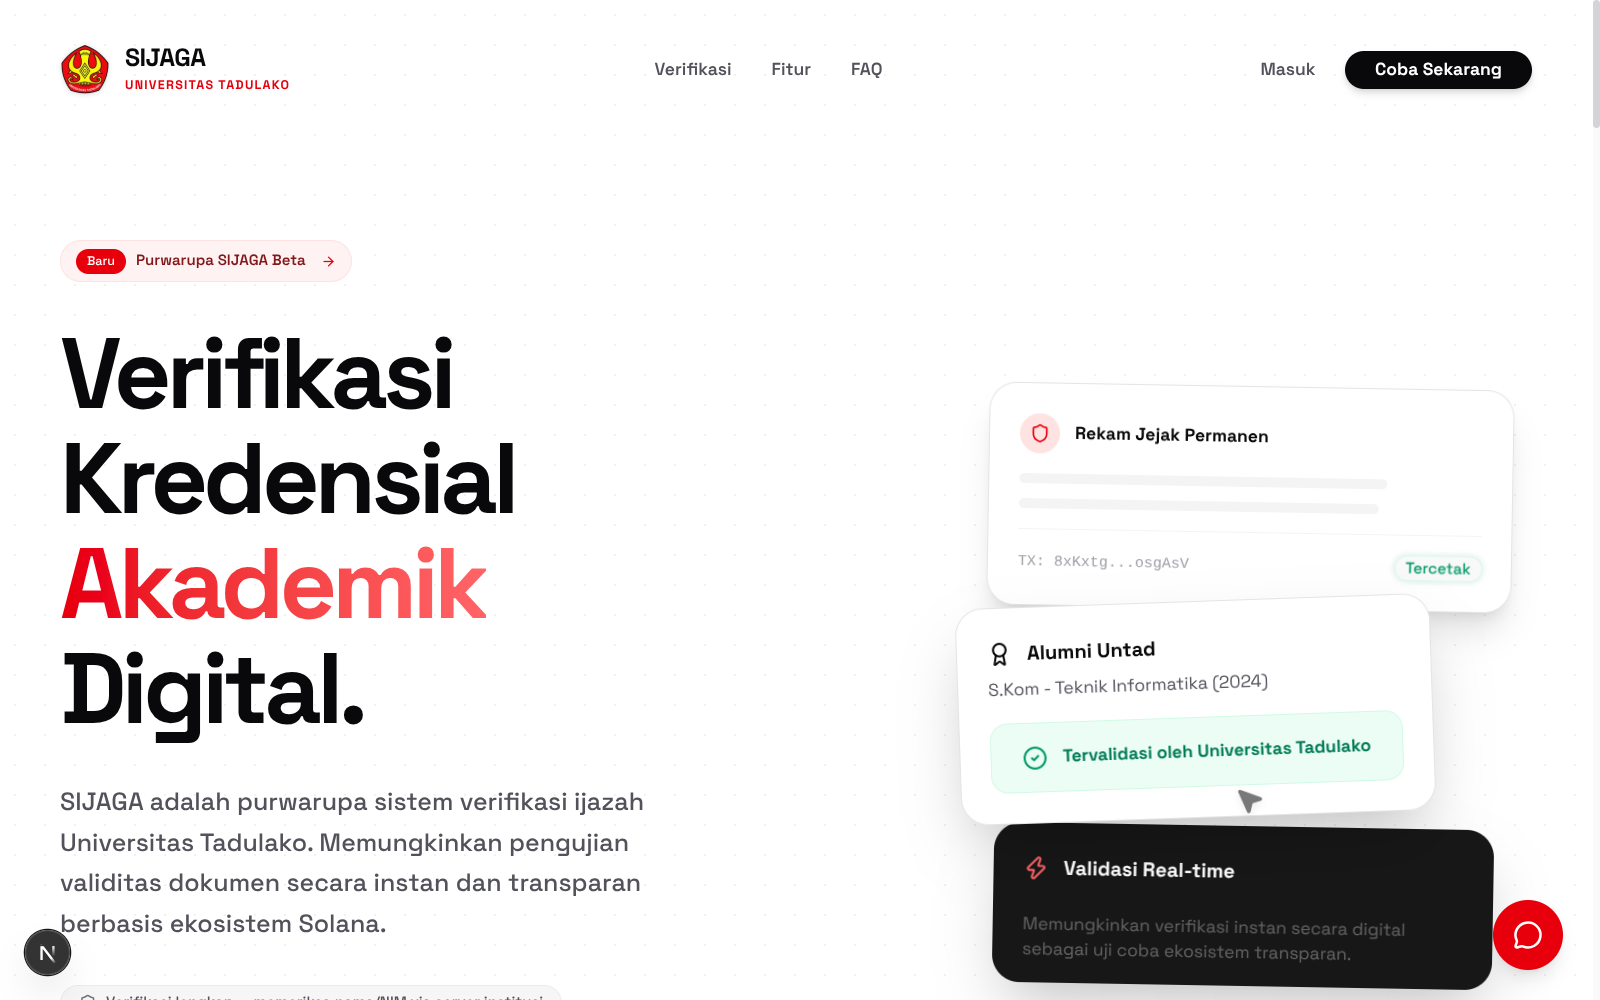 SIJAGA
UNIVERSITAS TADULAKO
Verifikasi
Fitur
FAQ
Masuk
Coba Sekarang
Baru
Purwarupa SIJAGA Beta
Verifikasi
Kredensial
Akademik
Digital.
SIJAGA adalah purwarupa sistem verifikasi ijazah
Universitas Tadulako. Memungkinkan pengujian
validitas dokumen secara instan dan transparan
berbasis ekosistem Solana.
Rekam Jejak Permanen
TX: 8xKxtg...osgAsV
Tercetak
Alumni Untad
S.Kom - Teknik Informatika (2024)
Tervalidasi oleh Universitas Tadulako
Validasi Real-time
Memungkinkan verifikasi instan secara digital
sebagai uji coba ekosistem transparan.
N